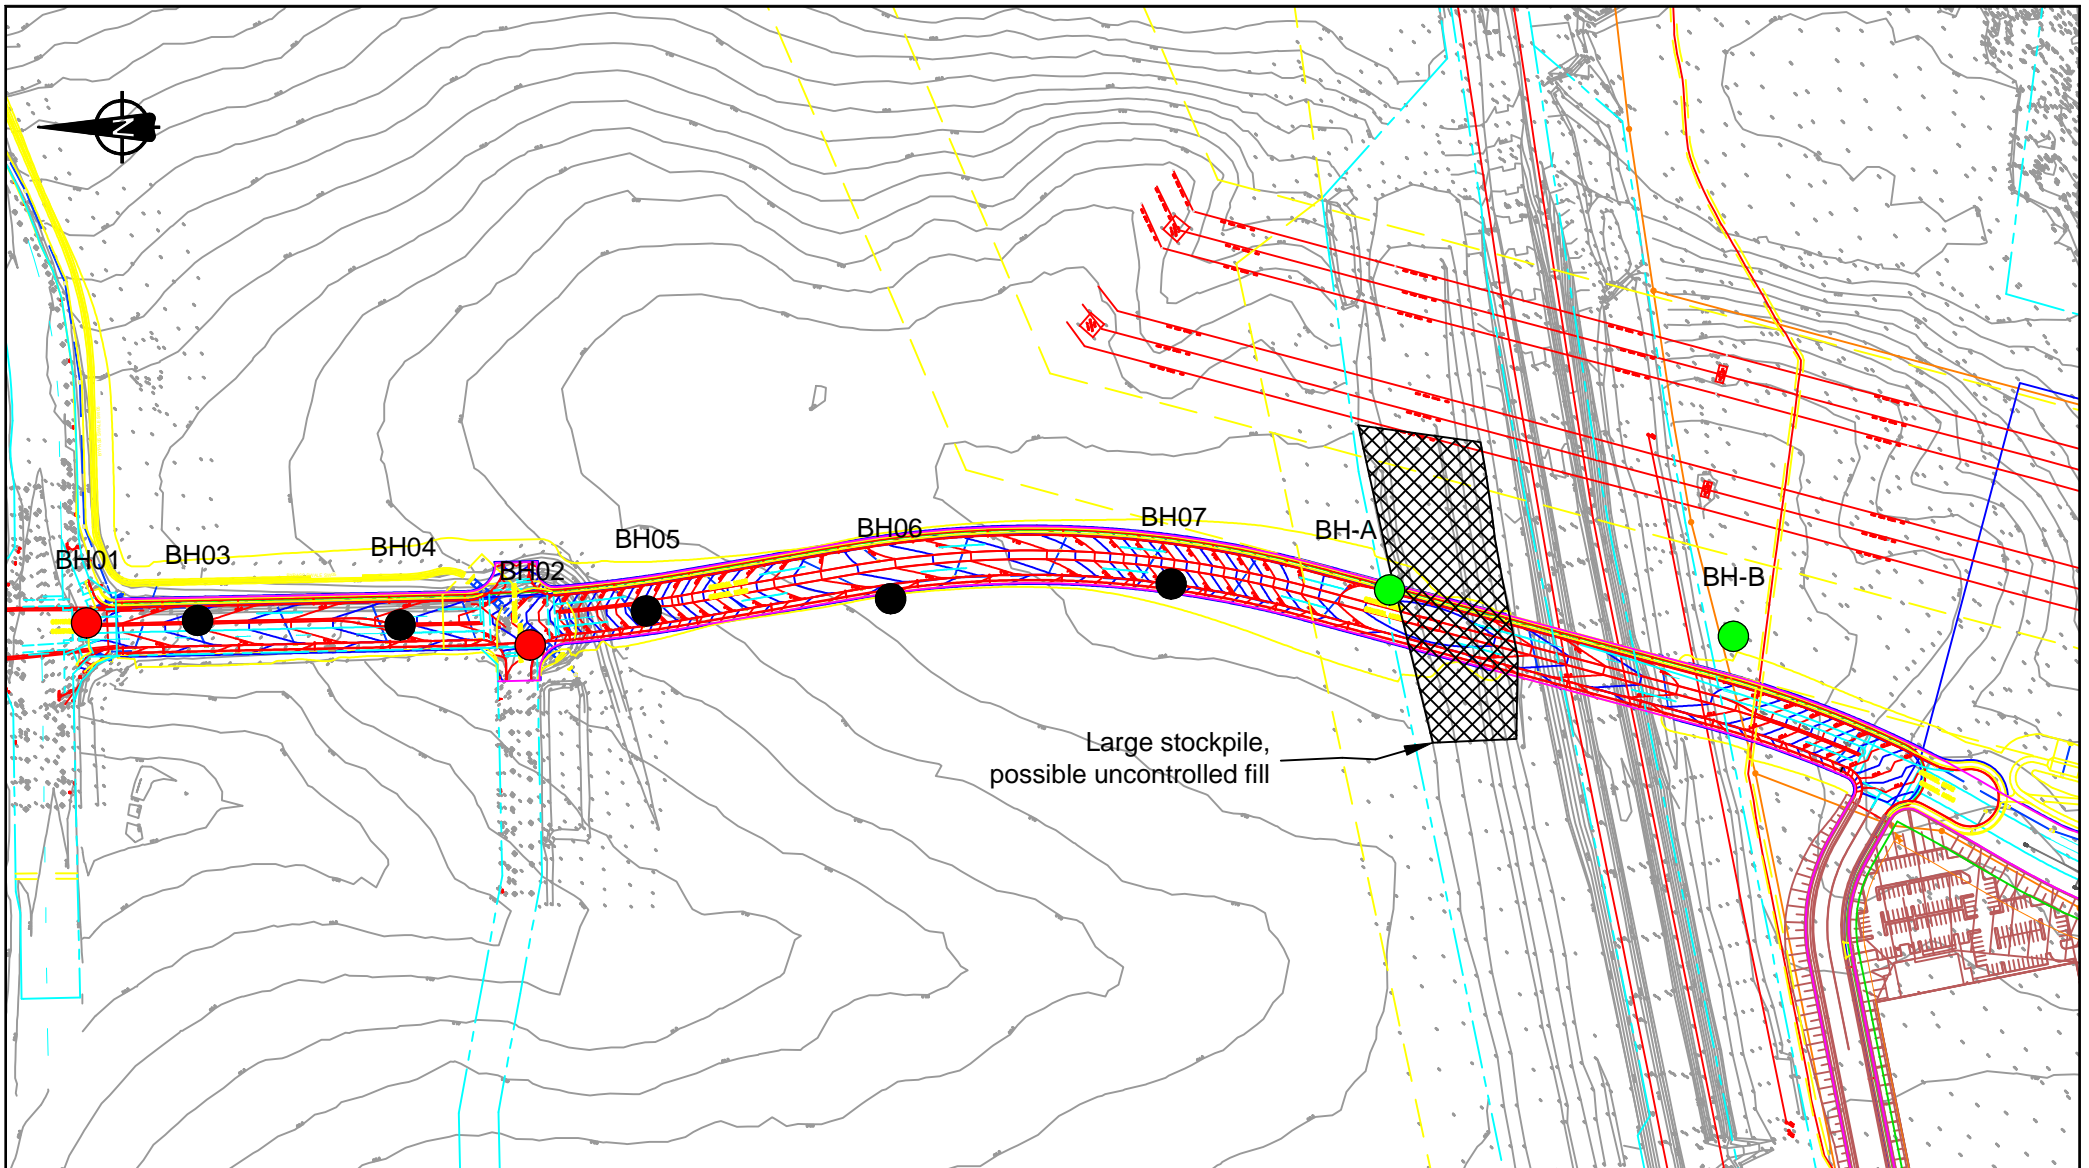 N
BH01
BH03
BH04
BH02
BH05
BH06
BH07
BH-A
BH-B
Large stockpile,
possible uncontrolled fill